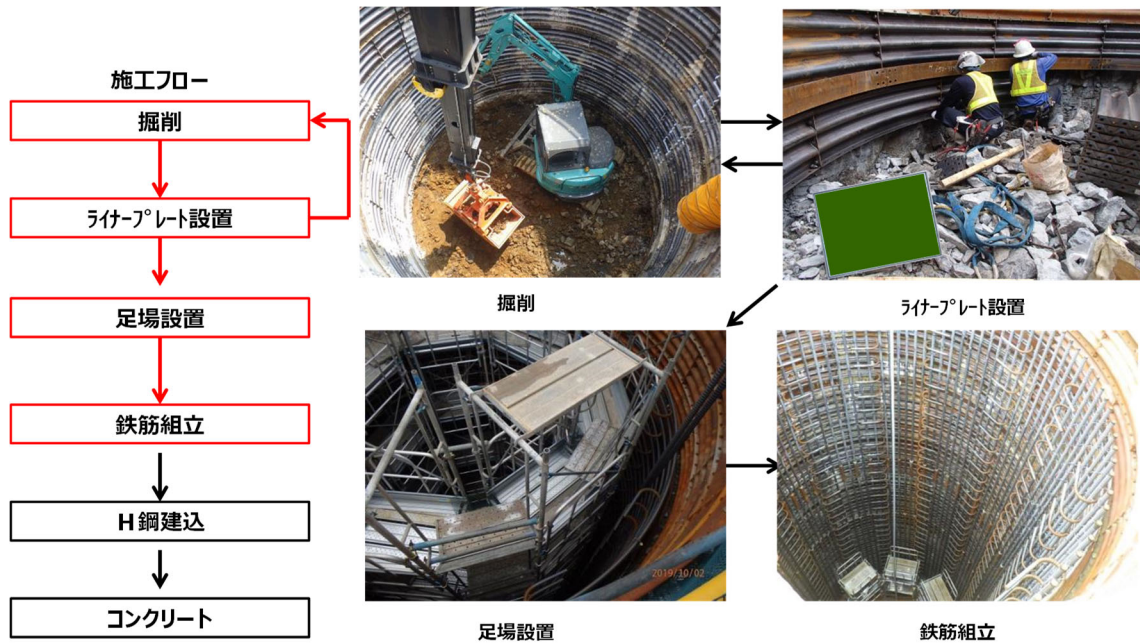 施工フロー
掘削
ﾗｲﾅｰﾌﾟﾚｰﾄ設置
足場設置
鉄筋組立
Ｈ鋼建込
コンクリート
掘削
ﾗｲﾅｰﾌﾟﾚｰﾄ設置
2019/10/02
足場設置
鉄筋組立